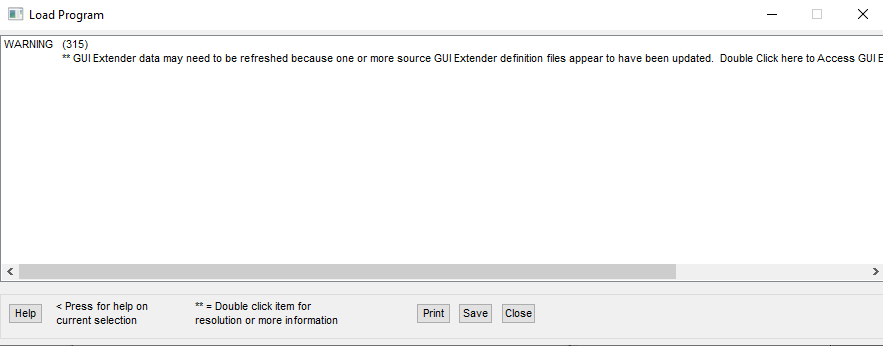 Load Program
WARNING (315)
** GUI Extender data may need to be refreshed because one or more source GUI Extender definition files appear to have been updated. Double Click here to Access GUI E
Help
< Press for help on
current selection
** = Double click item for
resolution or more information
Print
Save
Close